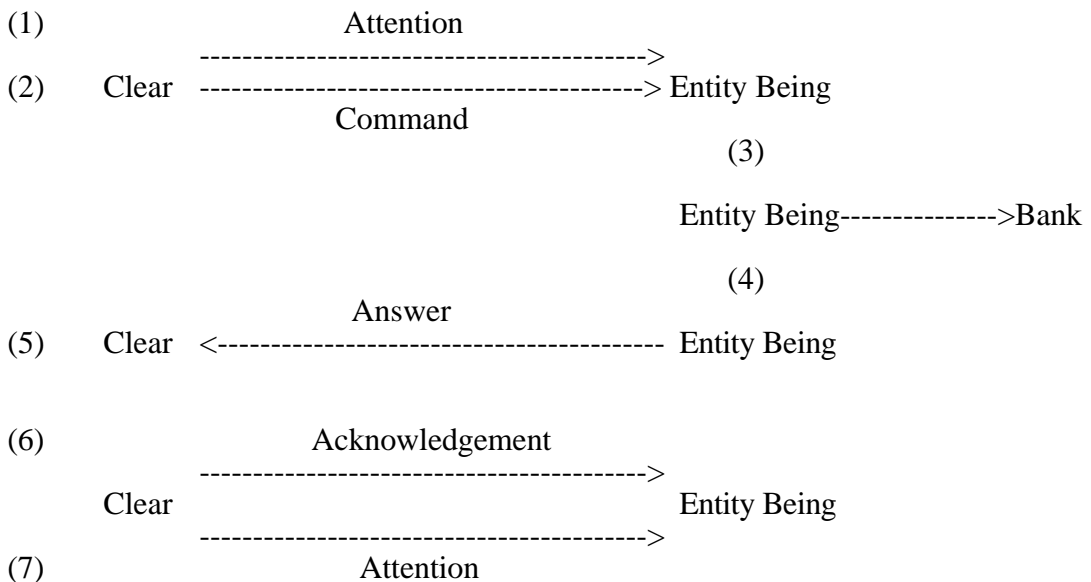 (1) Attention
-------------------------------------------->
(2) Clear --------------------------------------------> Entity Being
Command
(3)
Entity Being--------------->Bank
(4)
Answer
(5) Clear <-------------------------------------------- Entity Being
(6) Acknowledgement
-------------------------------------------->
Clear Entity Being
-------------------------------------------->
(7) Attention